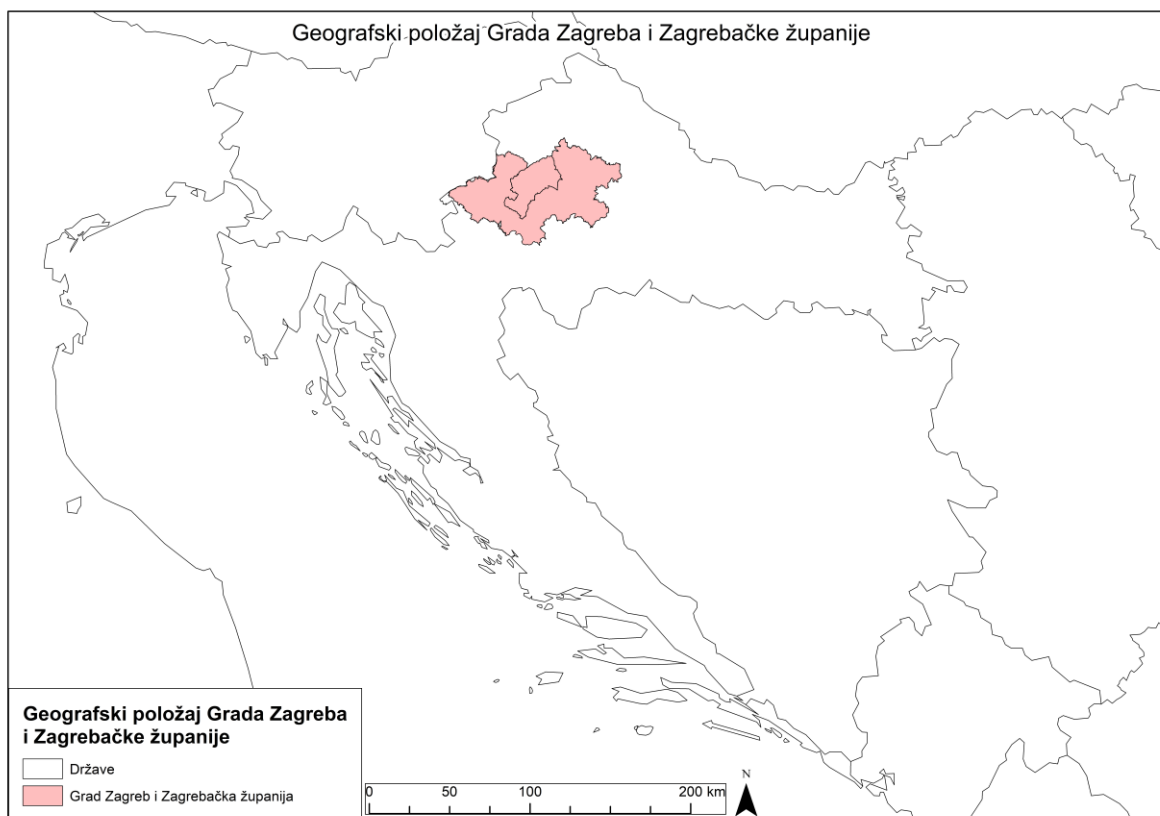 Geografski položaj Grada Zagreba i Zagrebačke županije
Geografski položaj Grada Zagreba
i Zagrebačke županije
Države
Grad Zagreb i Zagrebačka županija
0 50 100 200 km
N